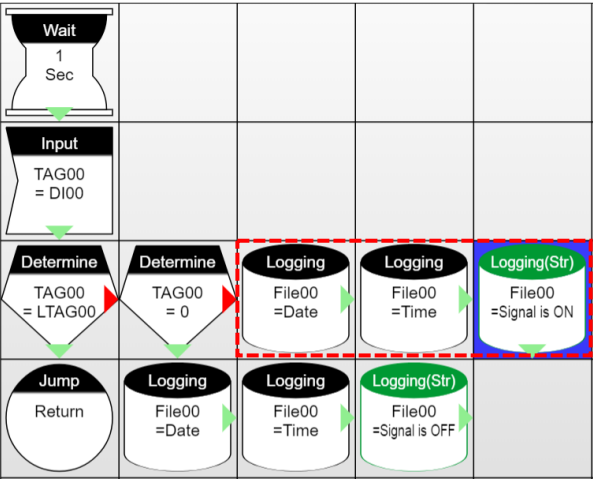 Wait
1
Sec
Input
TAG00
= DI00
Determine
TAG00
= LTAG00
Determine
TAG00
= 0
Logging
File00
=Date
Logging
File00
=Time
Logging(Str)
File00
=Signal is ON
Jump
Return
Logging
File00
=Date
Logging
File00
=Time
Logging(Str)
File00
=Signal is OFF